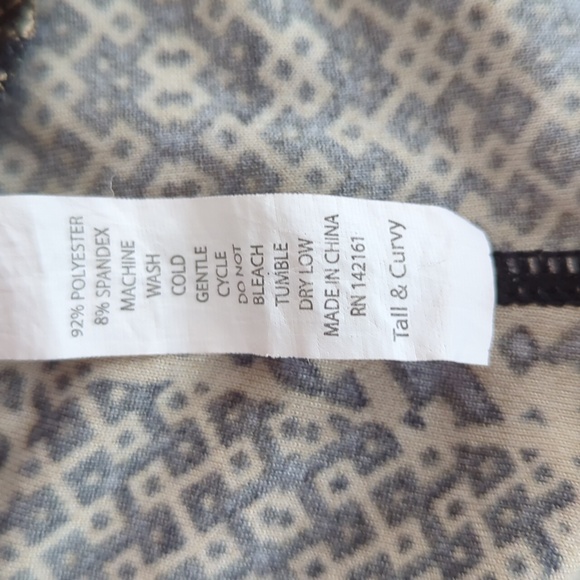 92% POLYESTER
8% SPANDEX
MACHINE
WASH
COLD
GENTLE
CYCLE
DO NOT
BLEACH
TUMBLE
DRY LOW
MADE IN CHINA
RN 142161
Tall & Curvy